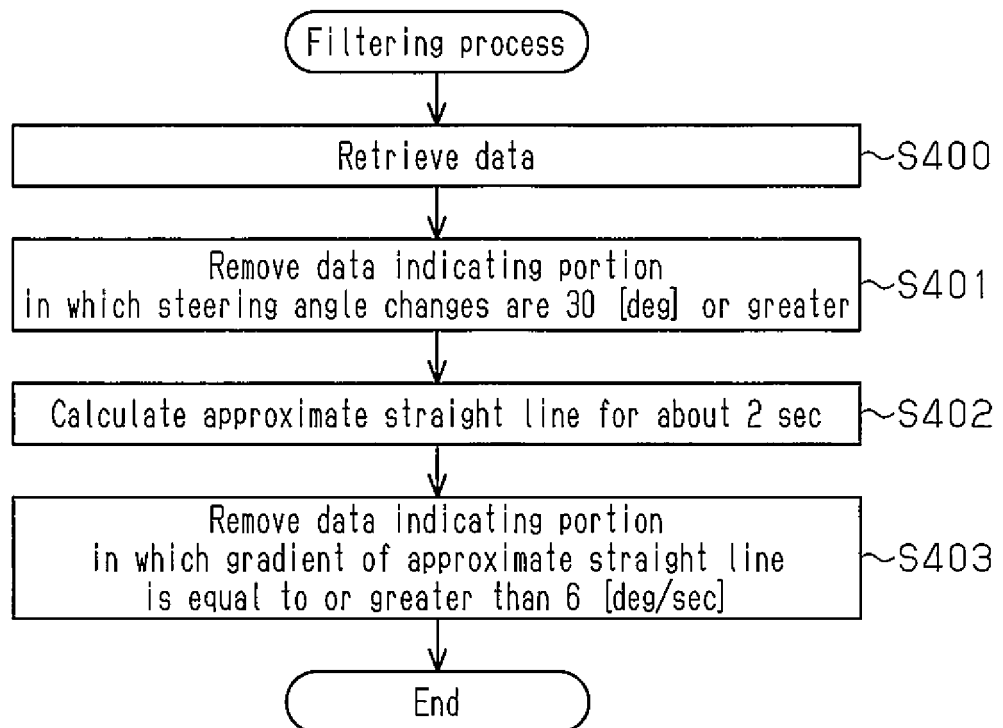 Filtering process
Retrieve data
S400
Remove data indicating portion
in which steering angle changes are 30 [deg] or greater
S401
Calculate approximate straight line for about 2 sec
S402
Remove data indicating portion
in which gradient of approximate straight line
is equal to or greater than 6 [deg/sec]
S403
End